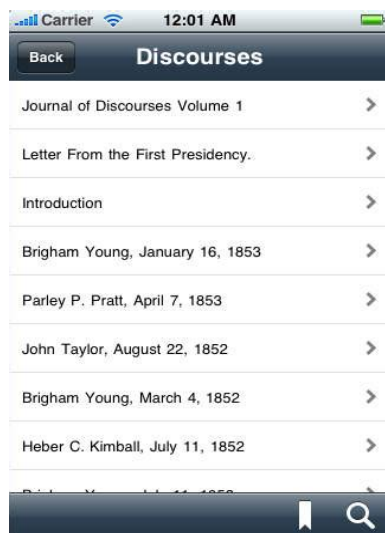 Carrier 12:01 AM
Back Discourses
Journal of Discourses Volume 1
Letter From the First Presidency.
Introduction
Brigham Young, January 16, 1853
Parley P. Pratt, April 7, 1853
John Taylor, August 22, 1852
Brigham Young, March 4, 1852
Heber C. Kimball, July 11, 1852